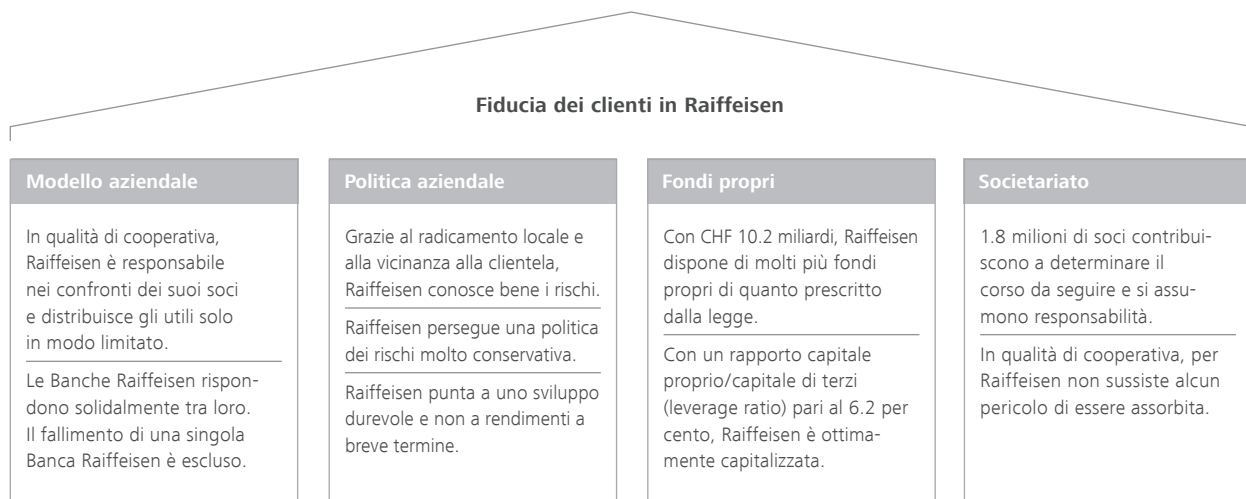 Fiducia dei clienti in Raiffeisen
Modello aziendale
In qualità di cooperativa,
Raiffeisen è responsabile
nei confronti dei suoi soci
e distribuisce gli utili solo
in modo limitato.
Le Banche Raiffeisen rispon-
dono solidalmente tra loro.
Il fallimento di una singola
Banca Raiffeisen è escluso.
Politica aziendale
Grazie al radicamento locale e
alla vicinanza alla clientela,
Raiffeisen conosce bene i rischi.
Raiffeisen persegue una politica
dei rischi molto conservativa.
Raiffeisen punta a uno sviluppo
durevole e non a rendimenti a
breve termine.
Fondi propri
Con CHF 10.2 miliardi, Raiffeisen
dispone di molti più fondi
propri di quanto prescritto
dalla legge.
Con un rapporto capitale
proprio/capitale di terzi
(leverage ratio) pari al 6.2 per
cento, Raiffeisen è ottima-
mente capitalizzata.
Societariato
1.8 milioni di soci contribui-
scono a determinare il
corso da seguire e si assu-
mono responsabilità.
In qualità di cooperativa, per
Raiffeisen non sussiste alcun
pericolo di essere assorbita.